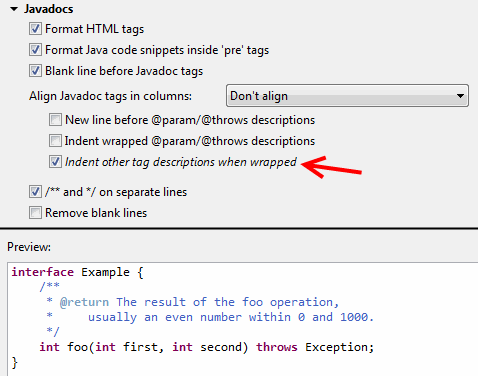 Javadocs
Format HTML tags
Format Java code snippets inside 'pre' tags
Blank line before Javadoc tags
Align Javadoc tags in columns: Don't align
New line before @param/@throws descriptions
Indent wrapped @param/@throws descriptions
Indent other tag descriptions when wrapped
/** and */ on separate lines
Remove blank lines
Preview:
interface Example {
    /**
     * @return The result of the foo operation,
     *     usually an even number within 0 and 1000.
     */
    int foo(int first, int second) throws Exception;
}